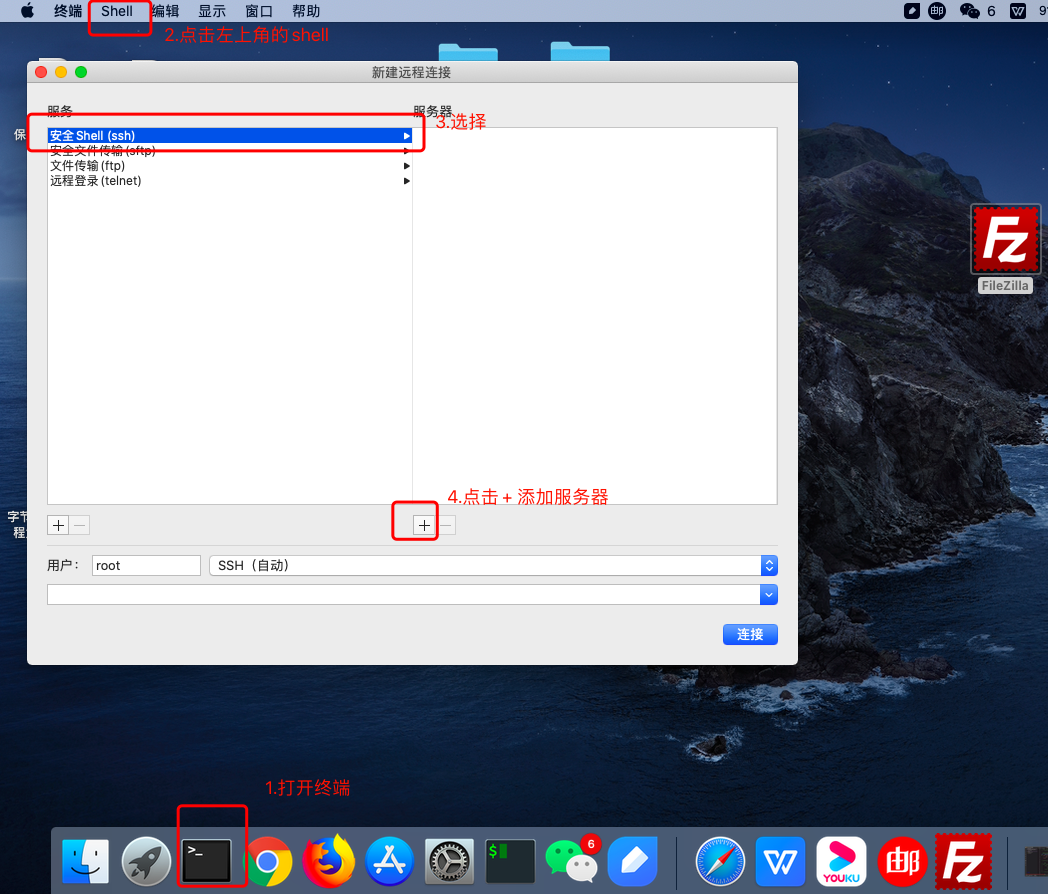 终端 Shell 编辑 显示 窗口 帮助 邮 6 W 9
2.点击左上角的 shell
新建远程连接
服务 服务器
保
3.选择
安全 Shell (ssh)
安全文件传输 (sftp)
文件传输 (ftp)
远程登录 (telnet)
Fz
FileZilla
4.点击 + 添加服务器
字节
程
用户： root SSH（自动）
连接
1.打开终端
>_ $ 6 W YOUKU 邮 Fz